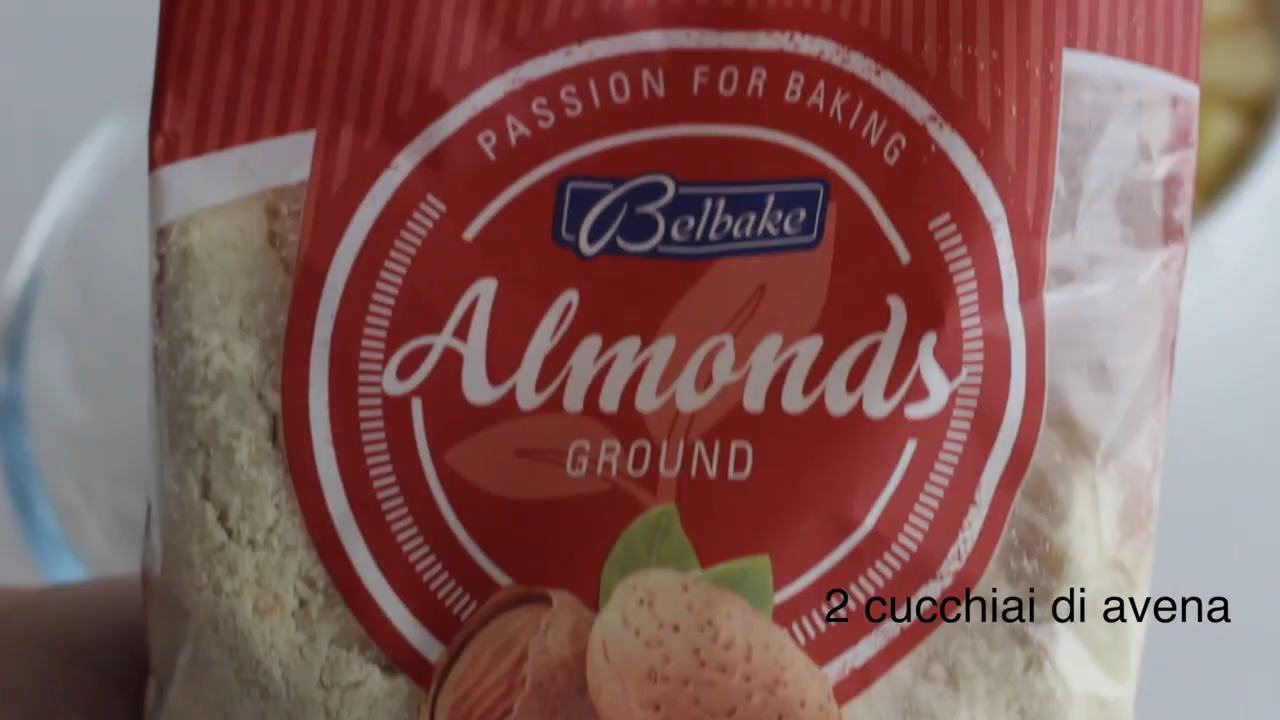 PASSION FOR BAKING
Belbake
Almonds
GROUND
2 cucchiai di avena